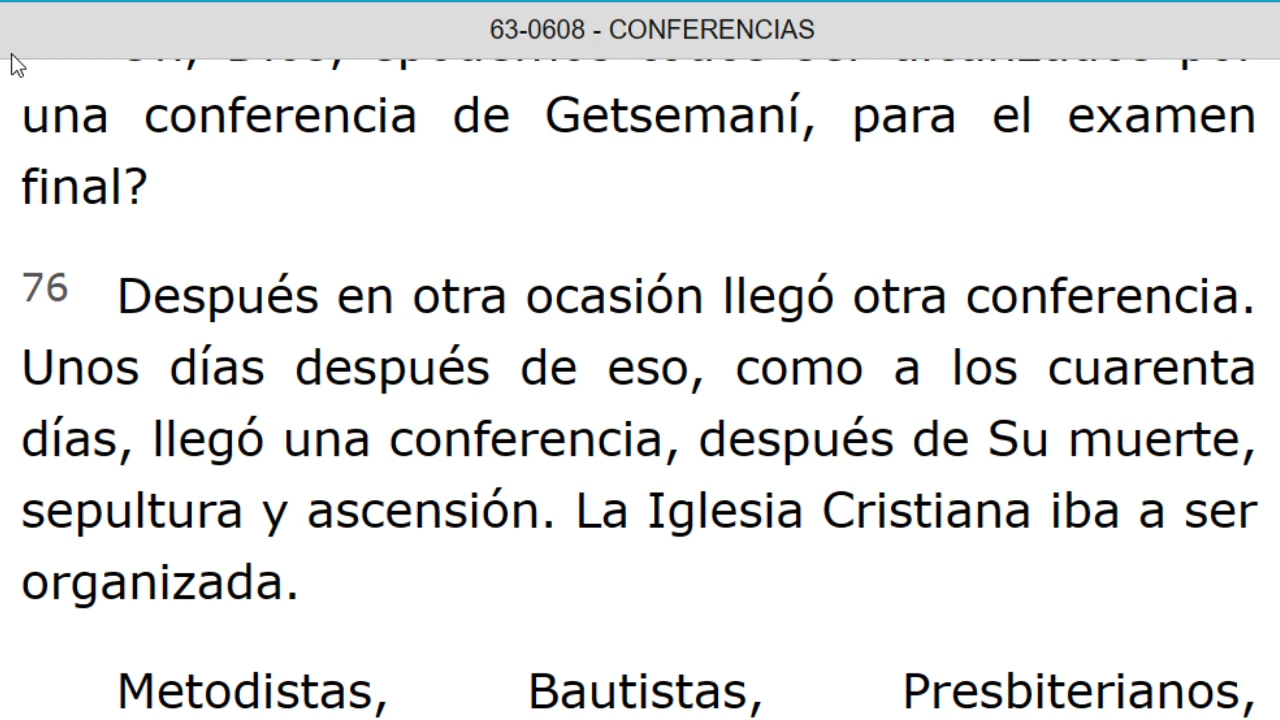 63-0608 - CONFERENCIAS
una conferencia de Getsemaní, para el examen
final?
76 Después en otra ocasión llegó otra conferencia.
Unos días después de eso, como a los cuarenta
días, llegó una conferencia, después de Su muerte,
sepultura y ascensión. La Iglesia Cristiana iba a ser
organizada.
Metodistas, Bautistas, Presbiterianos,